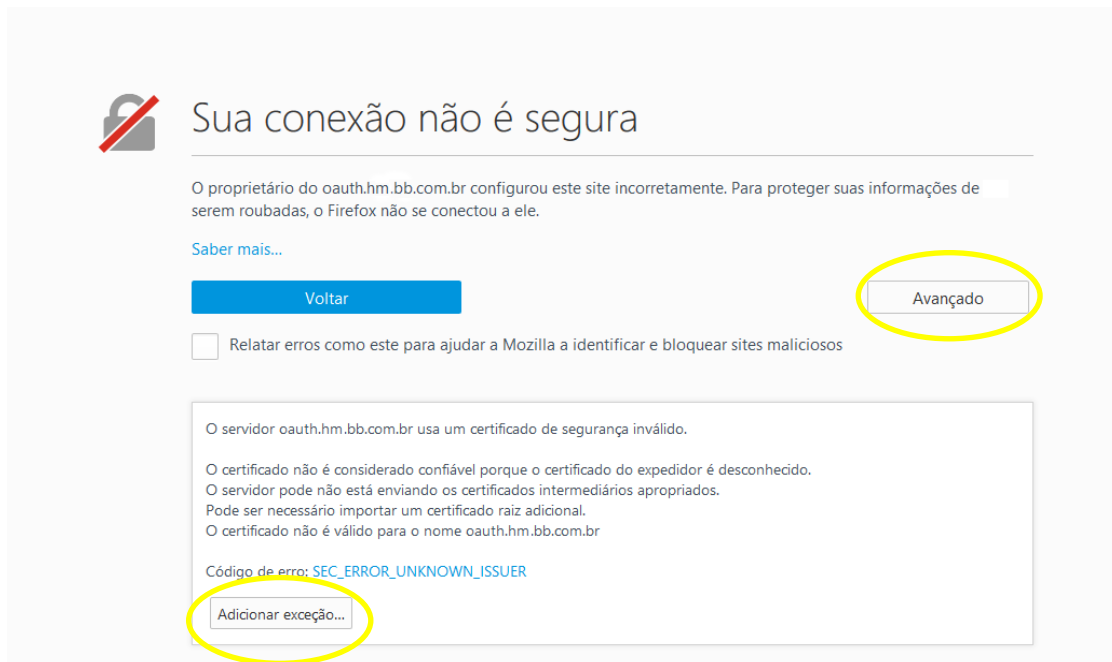 Sua conexão não é segura
O proprietário do oauth.hm.bb.com.br configurou este site incorretamente. Para proteger suas informações de
serem roubadas, o Firefox não se conectou a ele.
Saber mais...
Voltar
Avançado
Relatar erros como este para ajudar a Mozilla a identificar e bloquear sites maliciosos
O servidor oauth.hm.bb.com.br usa um certificado de segurança inválido.
O certificado não é considerado confiável porque o certificado do expedidor é desconhecido.
O servidor pode não está enviando os certificados intermediários apropriados.
Pode ser necessário importar um certificado raiz adicional.
O certificado não é válido para o nome oauth.hm.bb.com.br
Código de erro: SEC_ERROR_UNKNOWN_ISSUER
Adicionar exceção...